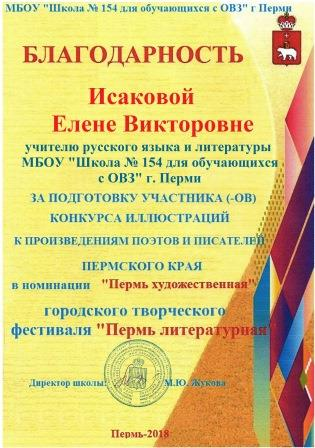 МБОУ "Школа № 154 для обучающихся с ОВЗ" г Перми
БЛАГОДАРНОСТЬ
Исаковой
Елене Викторовне
учителю русского языка и литературы
МБОУ "Школа № 154 для обучающихся
с ОВЗ" г. Перми
ЗА ПОДГОТОВКУ УЧАСТНИКА (-ОВ)
КОНКУРСА ИЛЛЮСТРАЦИЙ
К ПРОИЗВЕДЕНИЯМ ПОЭТОВ И ПИСАТЕЛЕЙ
ПЕРМСКОГО КРАЯ
в номинации "Пермь художественная"
городского творческого
фестиваля "Пермь литературная"
Директор школы: М.Ю. Жукова
Пермь-2018